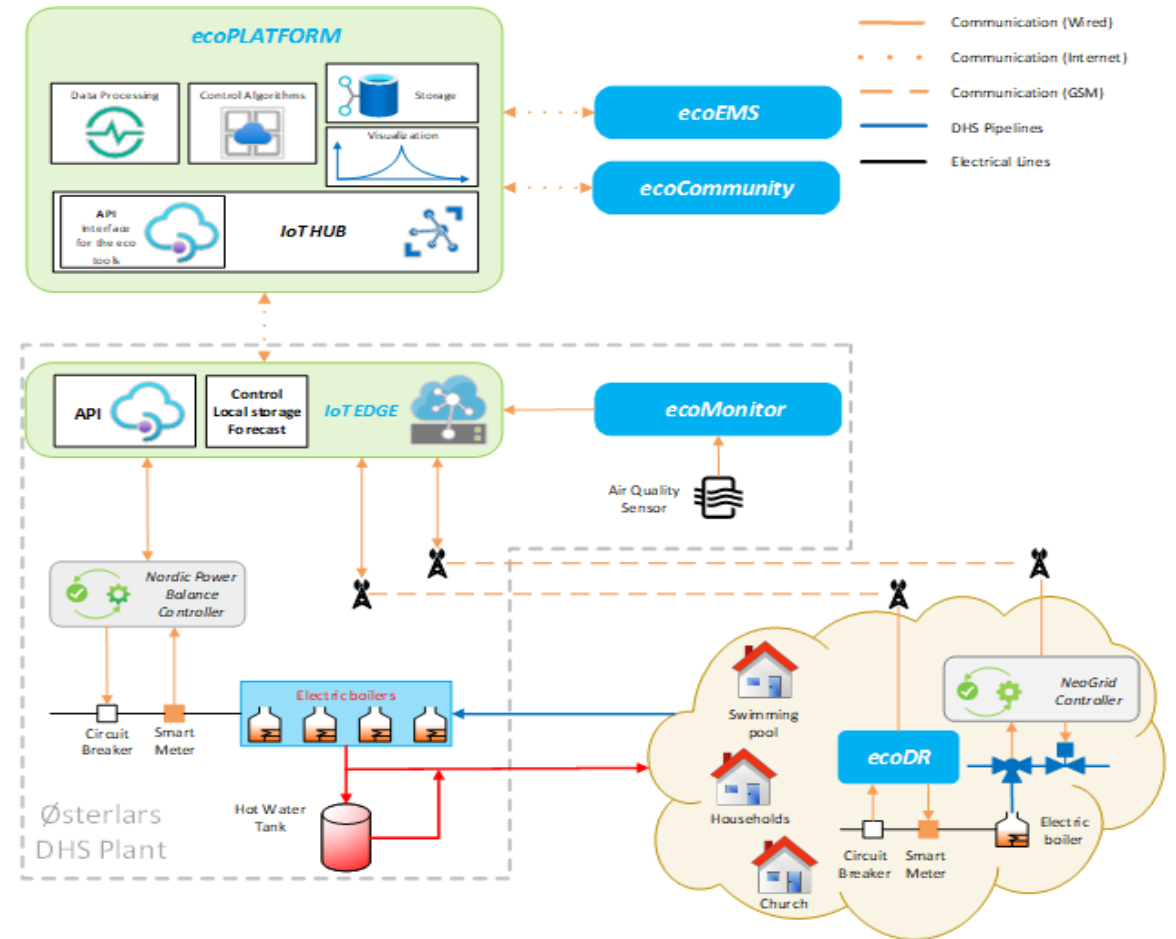 ecoPLATFORM
Data Processing
Control Algorithms
Storage
Visualization
API
Interface
for the eco
tools
IoT HUB
ecoEMS
ecoCommunity
Communication (Wired)
Communication (Internet)
Communication (GSM)
DHS Pipelines
Electrical Lines
API
Control
Local storage
Forecast
IoT EDGE
ecoMonitor
Air Quality
Sensor
Nordic Power
Balance
Controller
Circuit
Breaker
Smart
Meter
Electric boilers
Hot Water
Tank
Østerlars
DHS Plant
Swimming
pool
Households
Church
ecoDR
NeoGrid
Controller
Circuit
Breaker
Smart
Meter
Electric
boiler